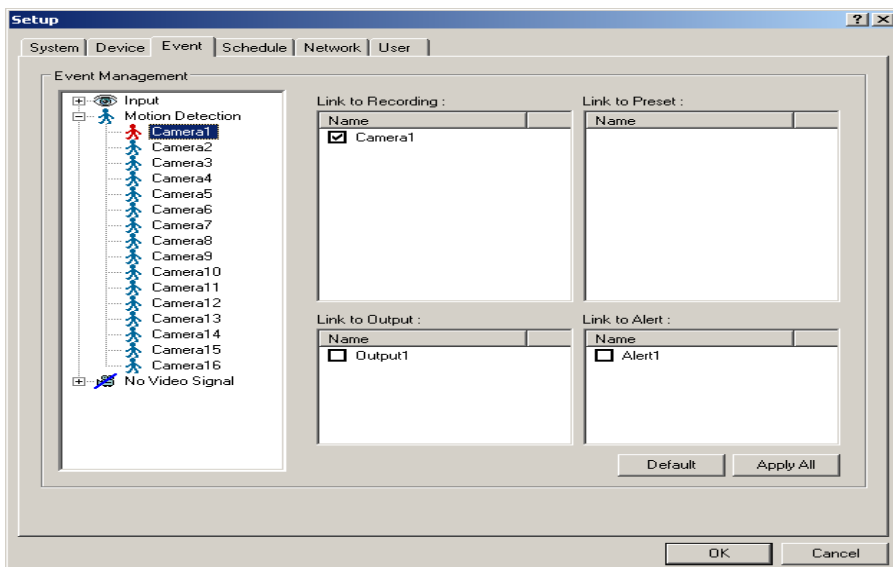 Setup
System Device Event Schedule Network User
Event Management
Input
Motion Detection
Camera1
Camera2
Camera3
Camera4
Camera5
Camera6
Camera7
Camera8
Camera9
Camera10
Camera11
Camera12
Camera13
Camera14
Camera15
Camera16
No Video Signal
Link to Recording :
Name
Camera1
Link to Preset :
Name
Link to Output :
Name
Output1
Link to Alert :
Name
Alert1
Default Apply All
OK Cancel